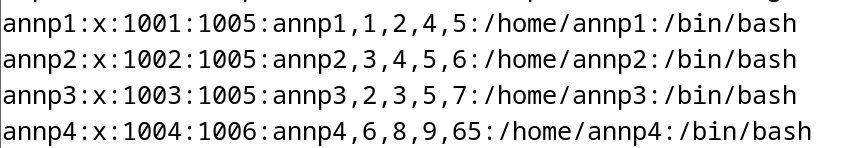 annp1:x:1001:1005:annp1,1,2,4,5:/home/annp1:/bin/bash
annp2:x:1002:1005:annp2,3,4,5,6:/home/annp2:/bin/bash
annp3:x:1003:1005:annp3,2,3,5,7:/home/annp3:/bin/bash
annp4:x:1004:1006:annp4,6,8,9,65:/home/annp4:/bin/bash